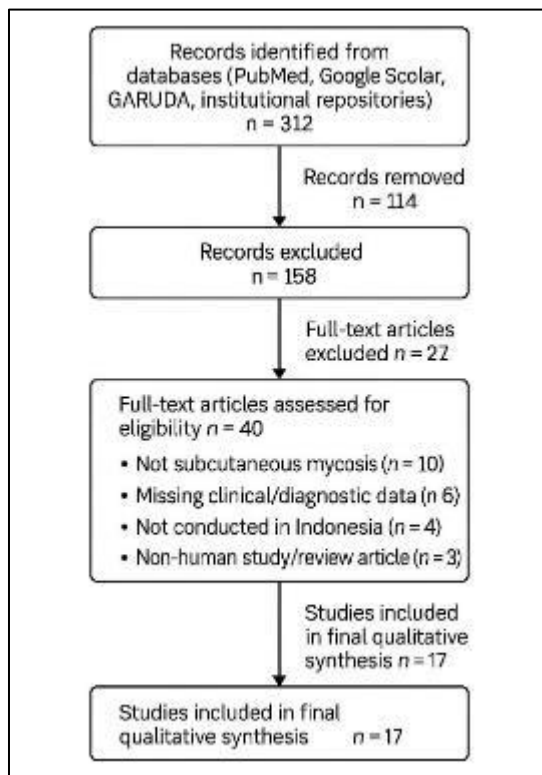 Records identified from
databases (PubMed, Google Scolar,
GARUDA, institutional repositories)
n = 312
Records removed
n = 114
Records excluded
n = 158
Full-text articles
excluded n = 27
Full-text articles assessed for
eligibility n = 40
• Not subcutaneous mycosis (n = 10)
• Missing clinical/diagnostic data (n 6)
• Not conducted in Indonesia (n = 4)
• Non-human study/review article (n = 3)
Studies included
in final qualitative
synthesis n = 17
Studies included in final
qualitative synthesis n = 17